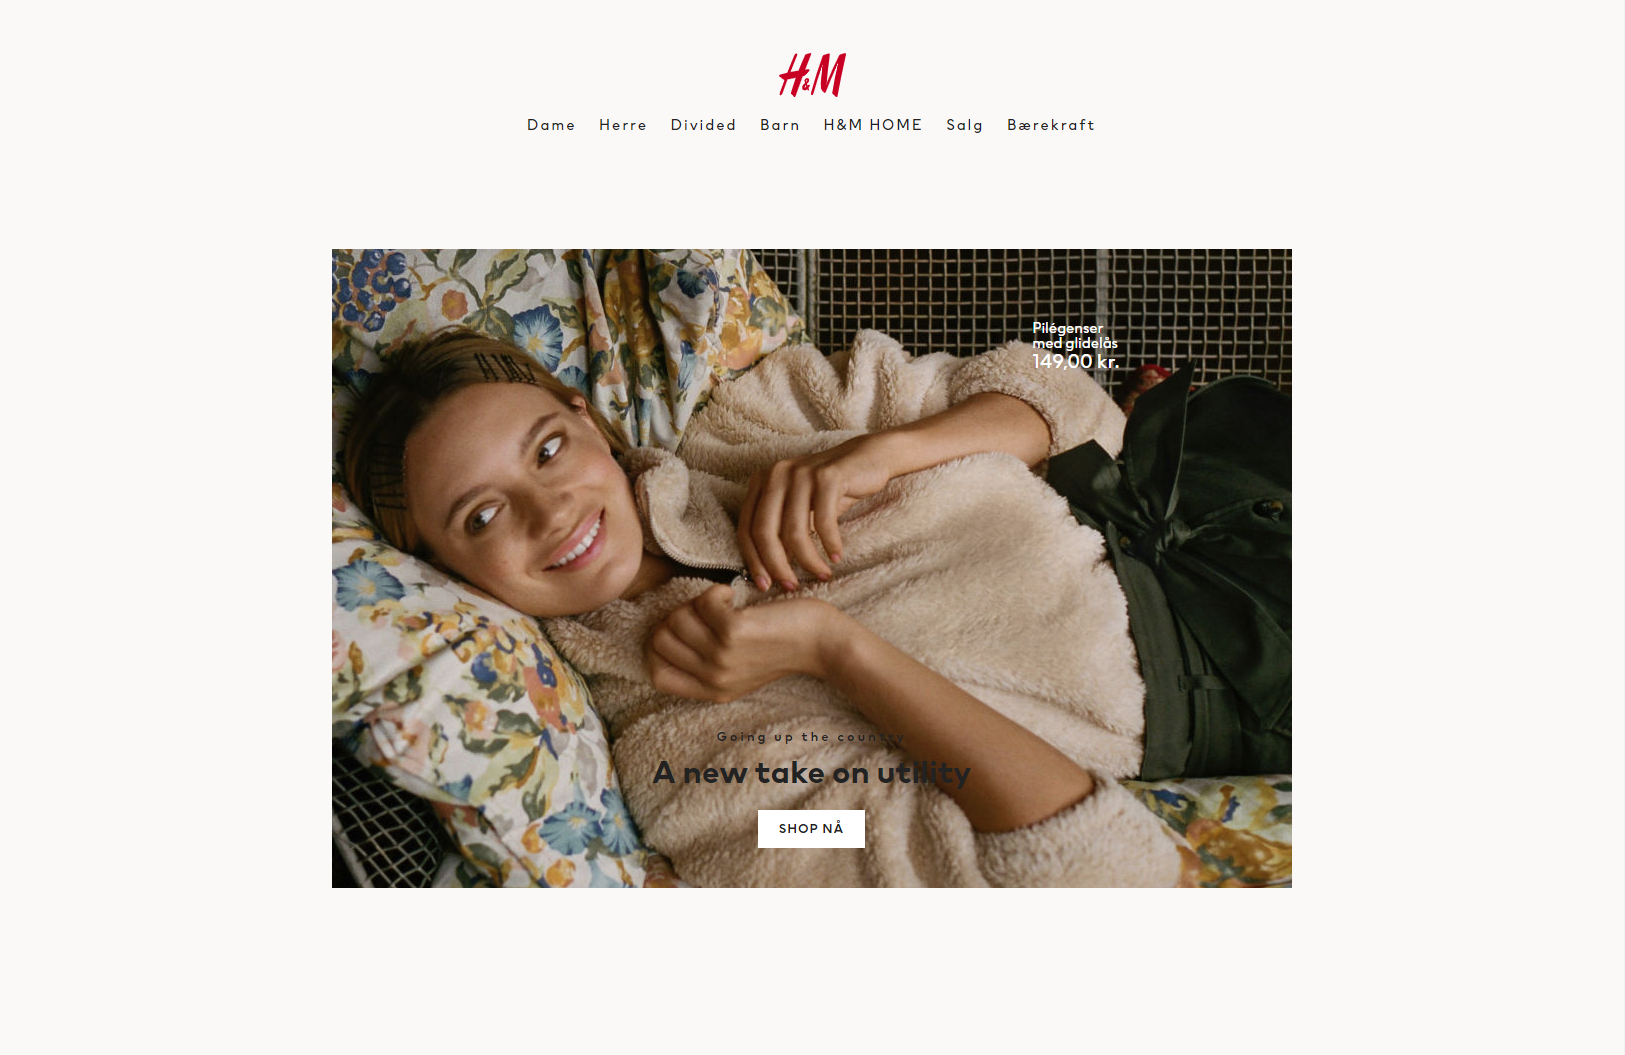 H&M
Dame Herre Divided Barn H&M HOME Salg Bærekraft
Pilégenser
med glidelås
149,00 kr.
Going up the country
A new take on utility
SHOP NÅ